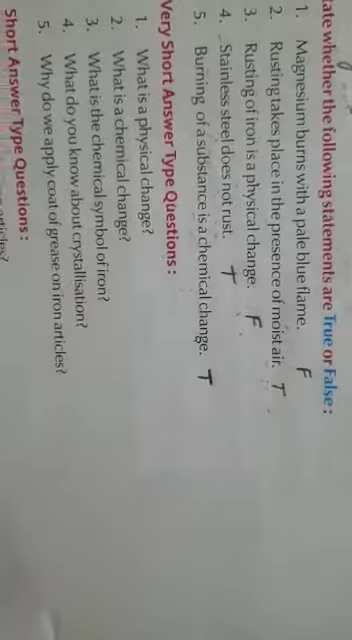 tate whether the following statements are True or False :
1. Magnesium burns with a pale blue flame. F
2. Rusting takes place in the presence of moist air. T
3. Rusting of iron is a physical change. F
4. Stainless steel does not rust. T
5. Burning of a substance is a chemical change. T
Very Short Answer Type Questions :
1. What is a physical change?
2. What is a chemical change?
3. What is the chemical symbol of iron?
4. What do you know about crystallisation?
5. Why do we apply coat of grease on iron articles?
Short Answer Type Questions :